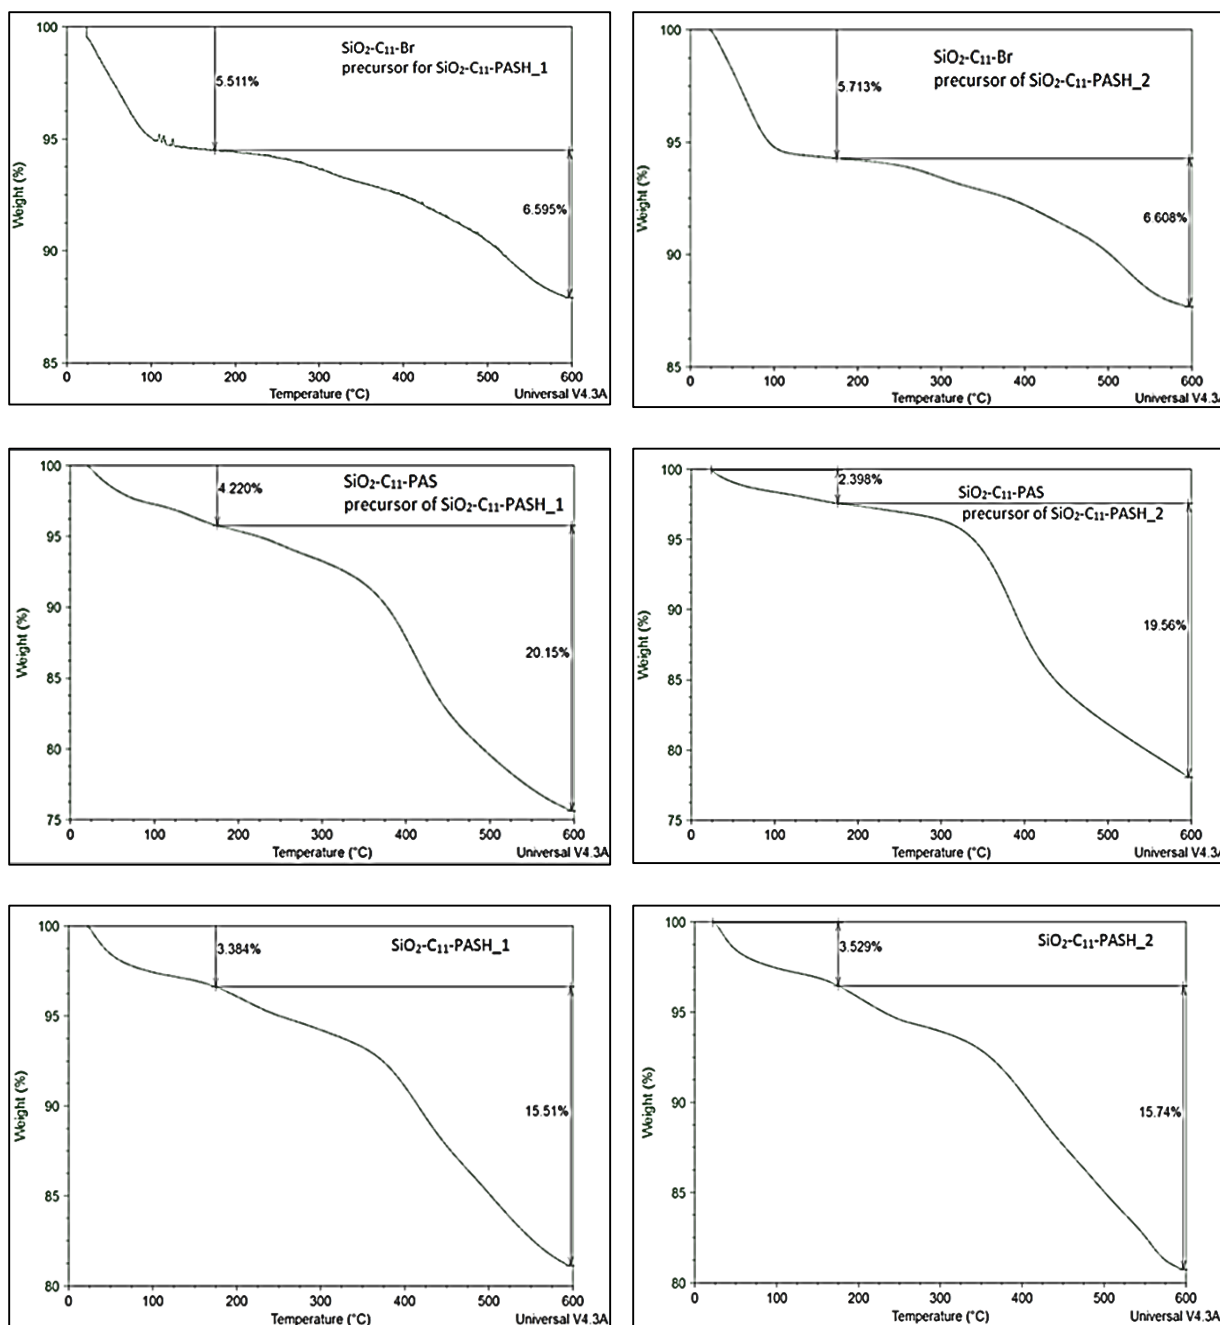 100
95
90
85
Weight (%)
5.511%
SiO₂-C₁₁-Br
precursor for SiO₂-C₁₁-PASH_1
6.595%
0 100 200 300 400 500 600
Temperature (°C)
Universal V4.3A
100
95
90
85
Weight (%)
5.713%
SiO₂-C₁₁-Br
precursor of SiO₂-C₁₁-PASH_2
6 608%
0 100 200 300 400 500 600
Temperature (°C)
Universal V4.3A
100
95
90
85
80
75
Weight (%)
4.220%
SiO₂-C₁₁-PAS
precursor of SiO₂-C₁₁-PASH_1
20.15%
0 100 200 300 400 500 600
Temperature (°C)
Universal V4.3A
100
95
90
85
80
75
Weight (%)
2.398%
SiO₂-C₁₁-PAS
precursor of SiO₂-C₁₁-PASH_2
19.56%
0 100 200 300 400 500 600
Temperature (°C)
Universal V4.3A
100
95
90
85
80
Weight (%)
3.384%
SiO₂-C₁₁-PASH_1
15.51%
0 100 200 300 400 500 600
Temperature (°C)
Universal V4.3A
100
95
90
85
80
Weight (%)
3.529%
SiO₂-C₁₁-PASH_2
15.74%
0 100 200 300 400 500 600
Temperature (°C)
Universal V4.3A